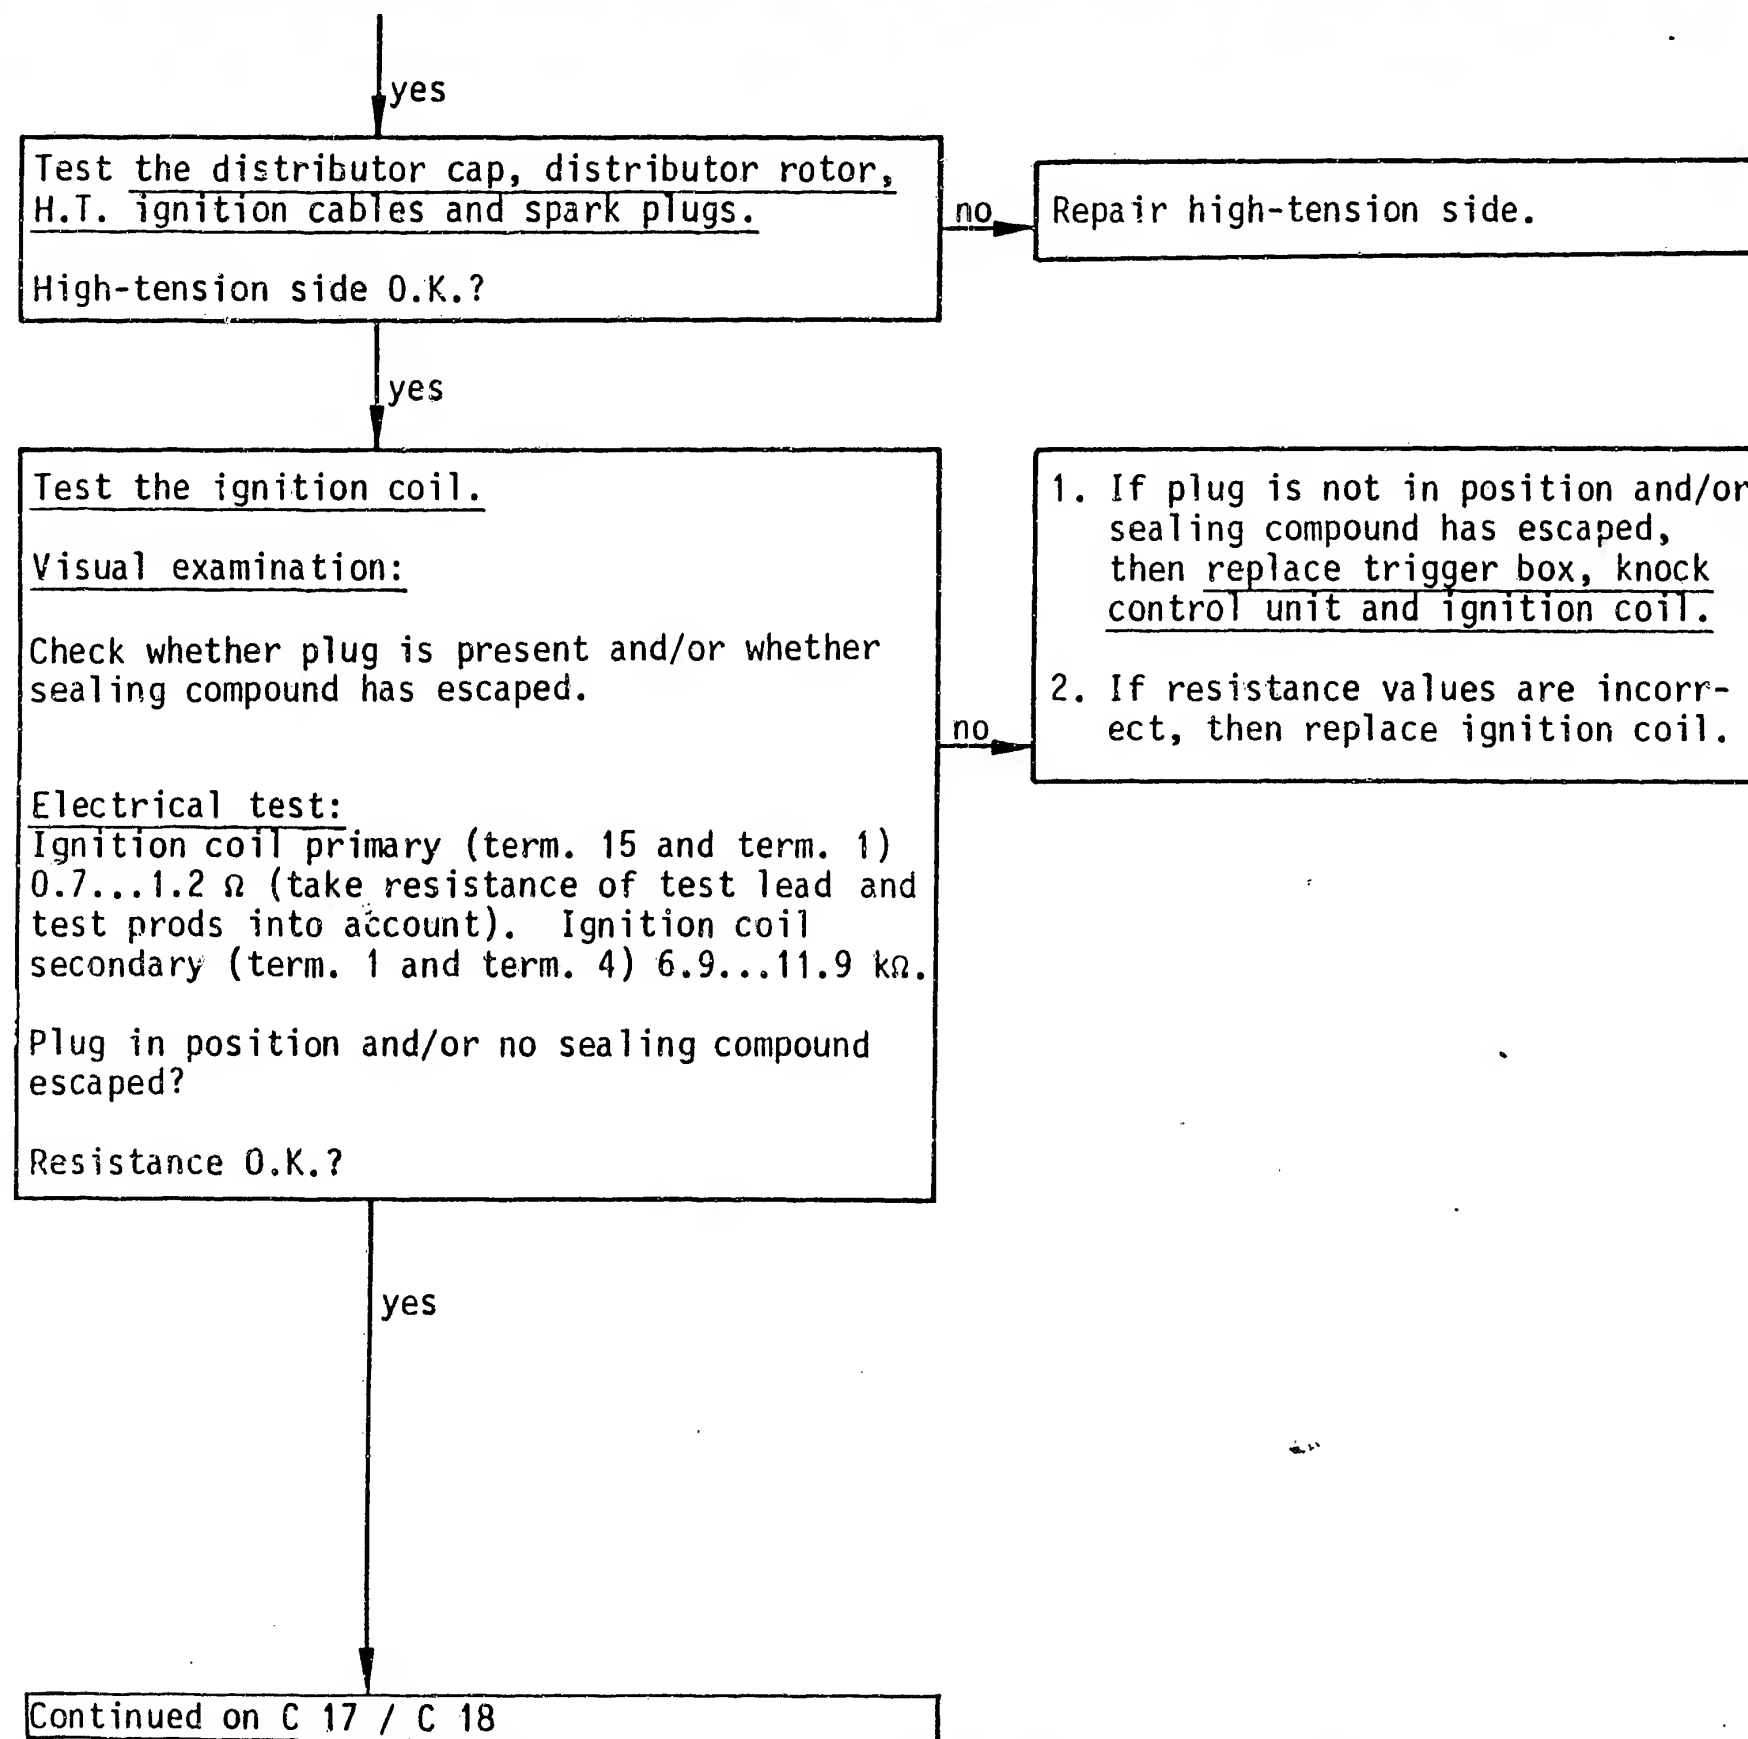 yes
Test the distributor cap, distributor rotor,
H.T. ignition cables and spark plugs.
High-tension side O.K.?
no
Repair high-tension side.
yes
Test the ignition coil.
Visual examination:
Check whether plug is present and/or whether
sealing compound has escaped.
Electrical test:
Ignition coil primary (term. 15 and term. 1)
0.7...1.2 Ω (take resistance of test lead and
test prods into account). Ignition coil
secondary (term. 1 and term. 4) 6.9...11.9 kΩ.
Plug in position and/or no sealing compound
escaped?
Resistance O.K.?
no
1. If plug is not in position and/or
sealing compound has escaped,
then replace trigger box, knock
control unit and ignition coil.
2. If resistance values are incorr-
ect, then replace ignition coil.
yes
Continued on C 17 / C 18